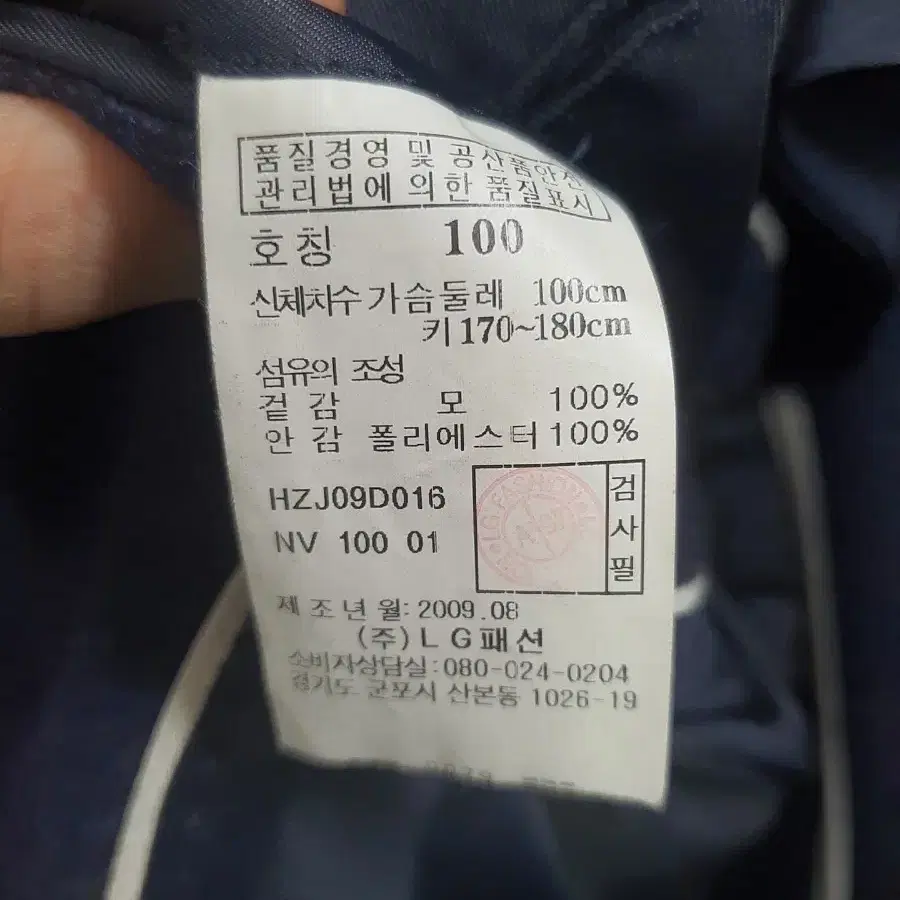 품질경영 및 공산품안전
관리법에 의한 품질표시
호칭 100
신체치수 가슴둘레 100cm
키 170~180cm
섬유의 조성
겉감 모 100%
안감 폴리에스터 100%
HZJ09D016
NV 100 01
검사필
제조년월: 2009.08
(주)LG패션
소비자상담실:080-024-0204
경기도 군포시 산본동 1026-19